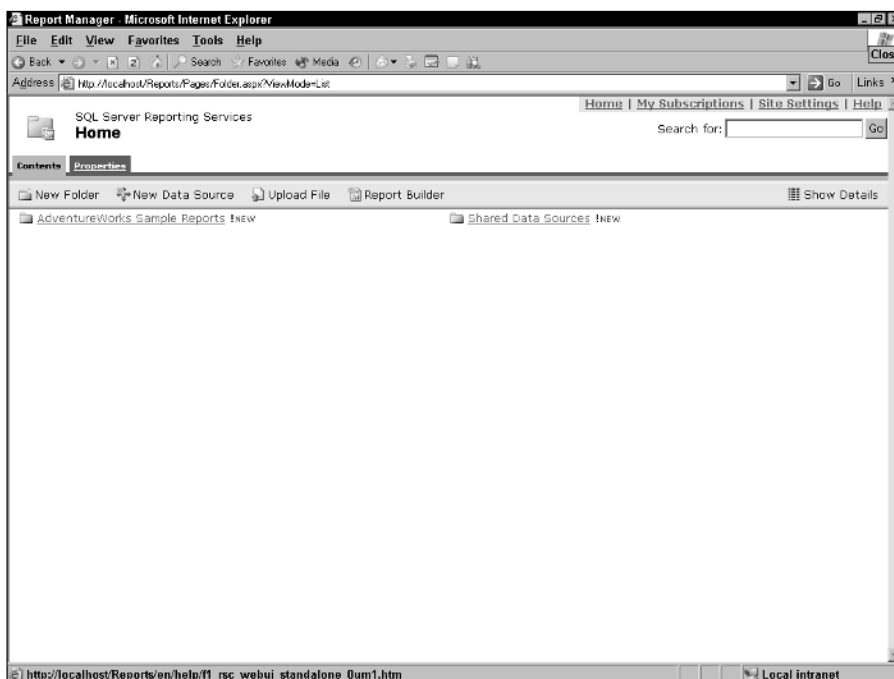 Report Manager - Microsoft Internet Explorer
File Edit View Favorites Tools Help
Back Search Favorites Media
Clos
Address http://localhost/Reports/Pages/Folder.aspx?ViewMode=List Go Links
Home | My Subscriptions | Site Settings | Help
SQL Server Reporting Services
Home
Search for: Go
Contents Properties
New Folder New Data Source Upload File Report Builder Show Details
AdventureWorks Sample Reports !NEW Shared Data Sources !NEW
http://localhost/Reports/en/help/f1_rsc_webui_standalone_0um1.htm Local intranet